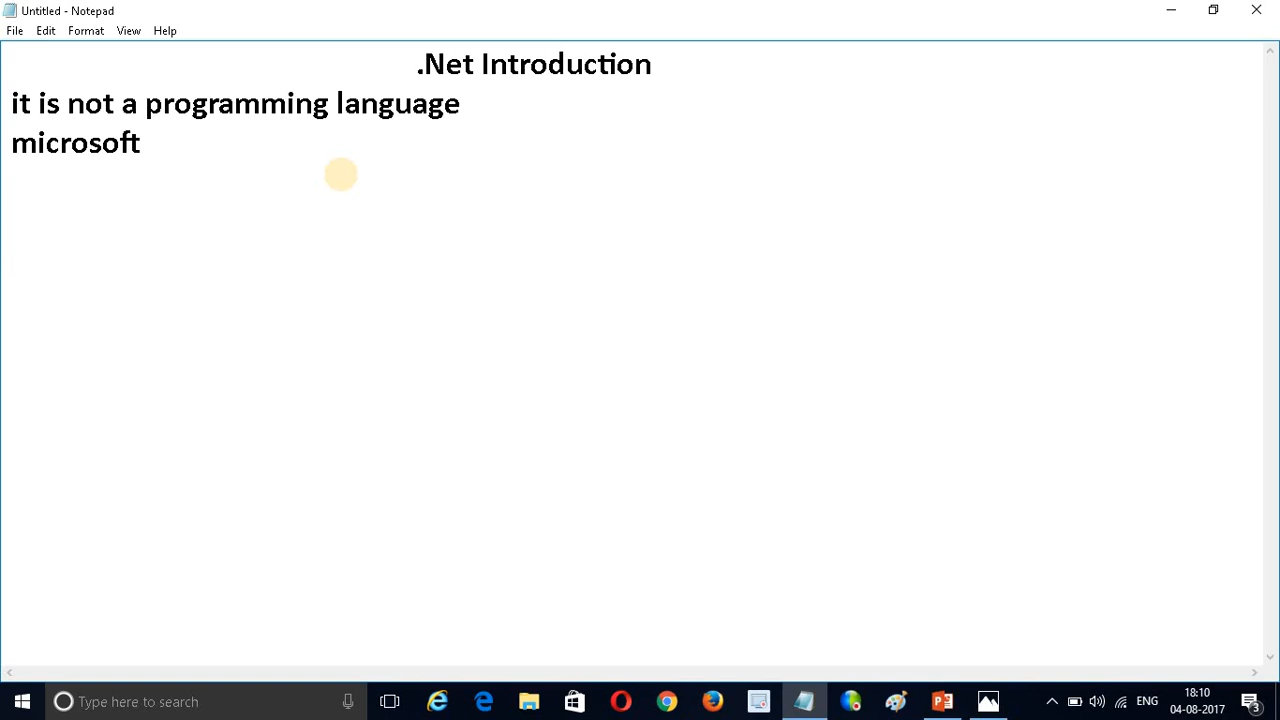 Untitled - Notepad
File Edit Format View Help
.Net Introduction
it is not a programming language
microsoft
Type here to search
ENG
18:10
04-08-2017
3